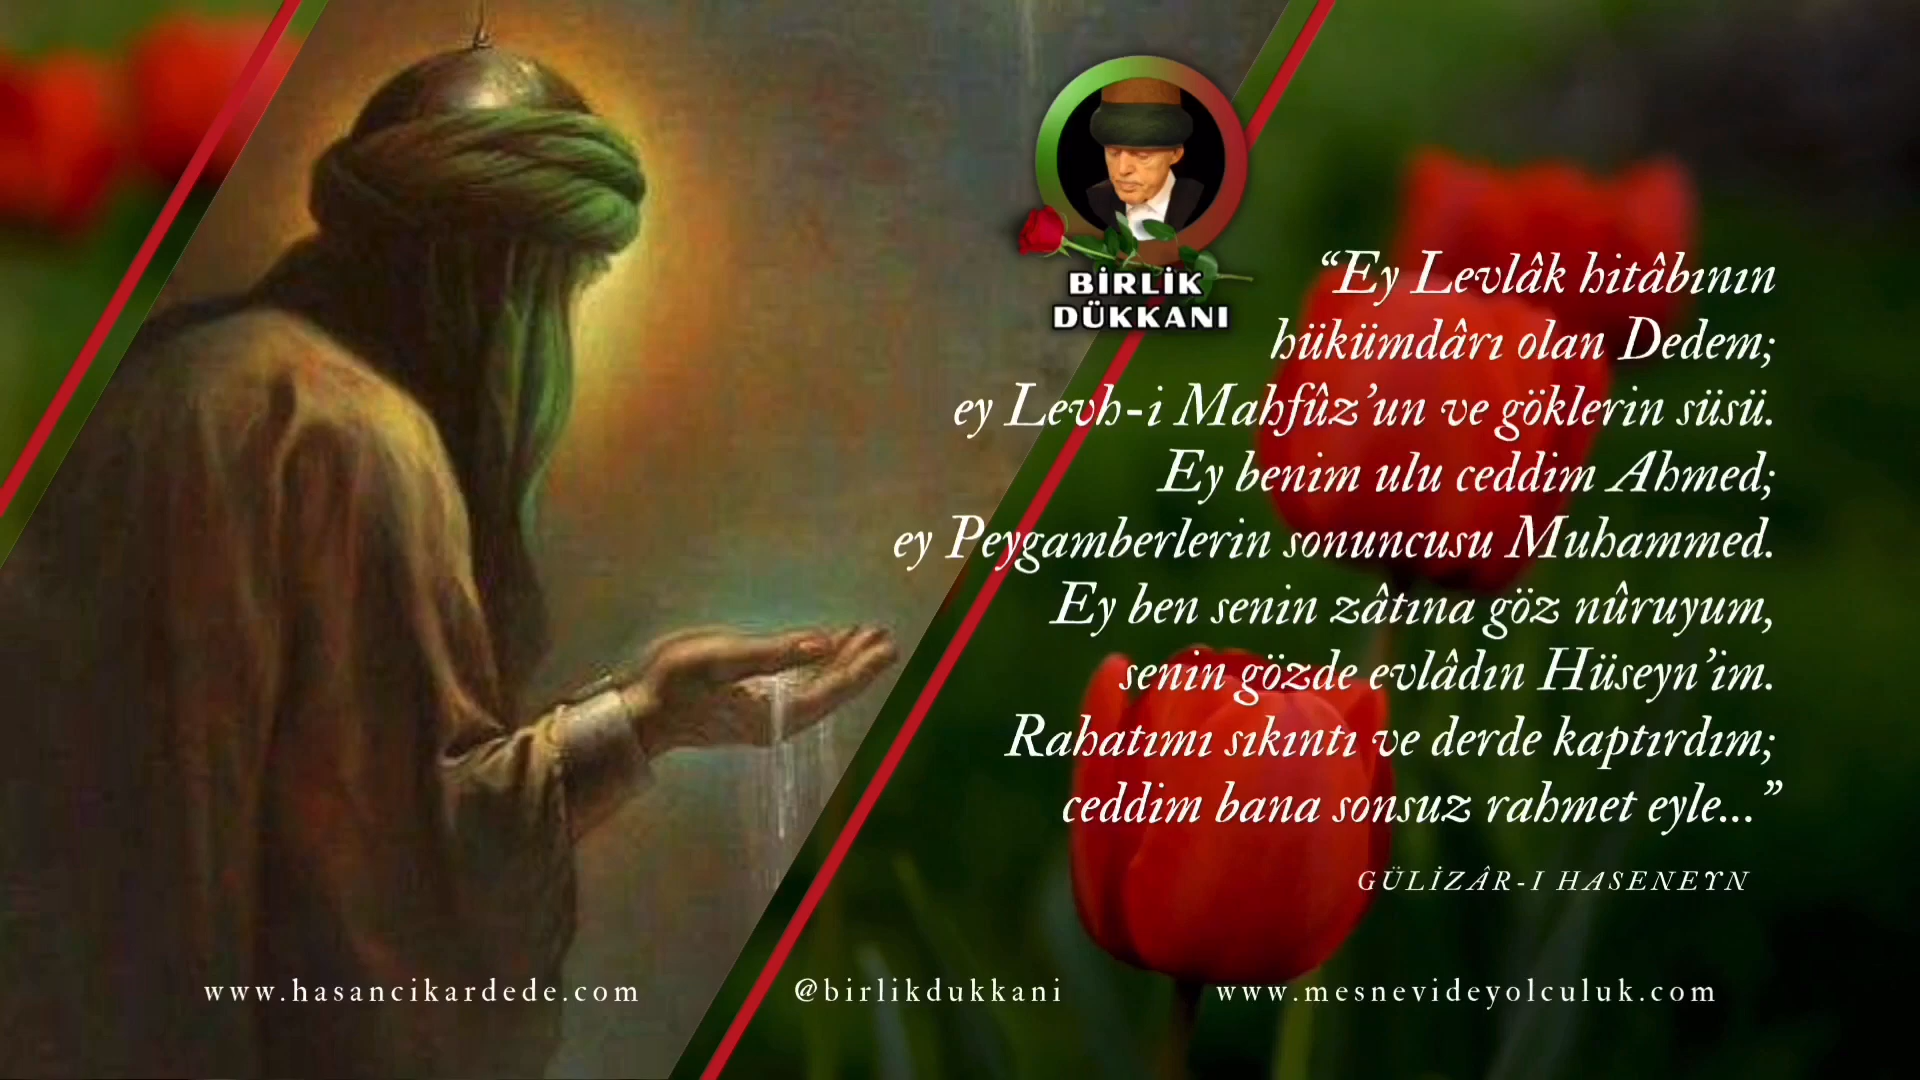 BİRLİK
DÜKKANI
“Ey Levlâk hitâbının
hükümdârı olan Dedem;
ey Levh-i Mahfûz’un ve göklerin süsü.
Ey benim ulu ceddim Ahmed;
ey Peygamberlerin sonuncusu Muhammed.
Ey ben senin zâtına göz nûruyum,
senin gözde evlâdın Hüseyn’im.
Rahatımı sıkıntı ve derde kaptırdım;
ceddim bana sonsuz rahmet eyle...”
GÜLİZÂR-I HASENEYN
www.hasancikardede.com
@birlikdukkani
www.mesnevideyolculuk.com